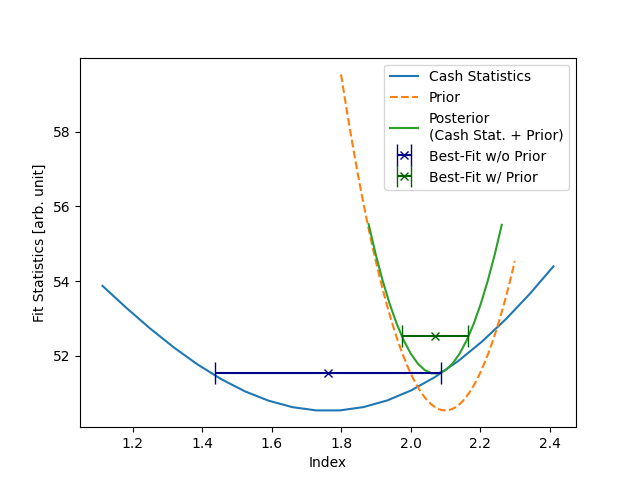 Cash Statistics
Prior
Posterior
(Cash Stat. + Prior)
Best-Fit w/o Prior
Best-Fit w/ Prior
Fit Statistics [arb. unit]
58
56
54
52
1.2 1.4 1.6 1.8 2.0 2.2 2.4
Index